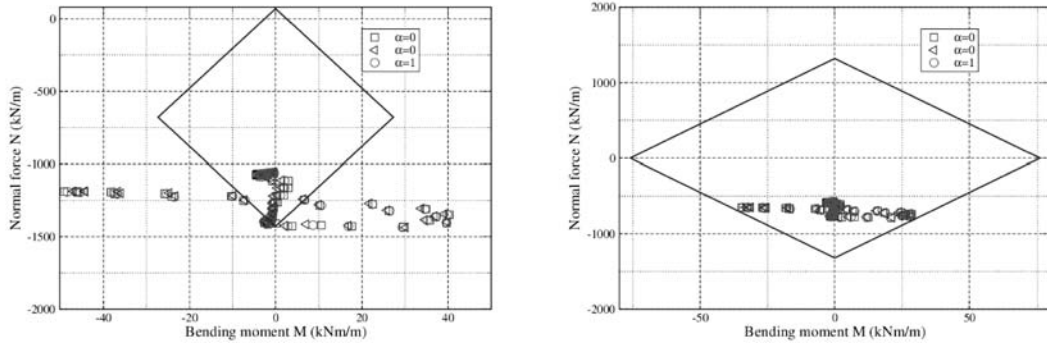 Normal force N (kN/m)
0
-500
-1000
-1500
-2000
α=0
α=0
α=1
-40
-20
0
20
40
Bending moment M (kNm/m)
Normal force N (kN/m)
2000
1000
0
-1000
-2000
α=0
α=0
α=1
-50
0
50
Bending moment M (kNm/m)